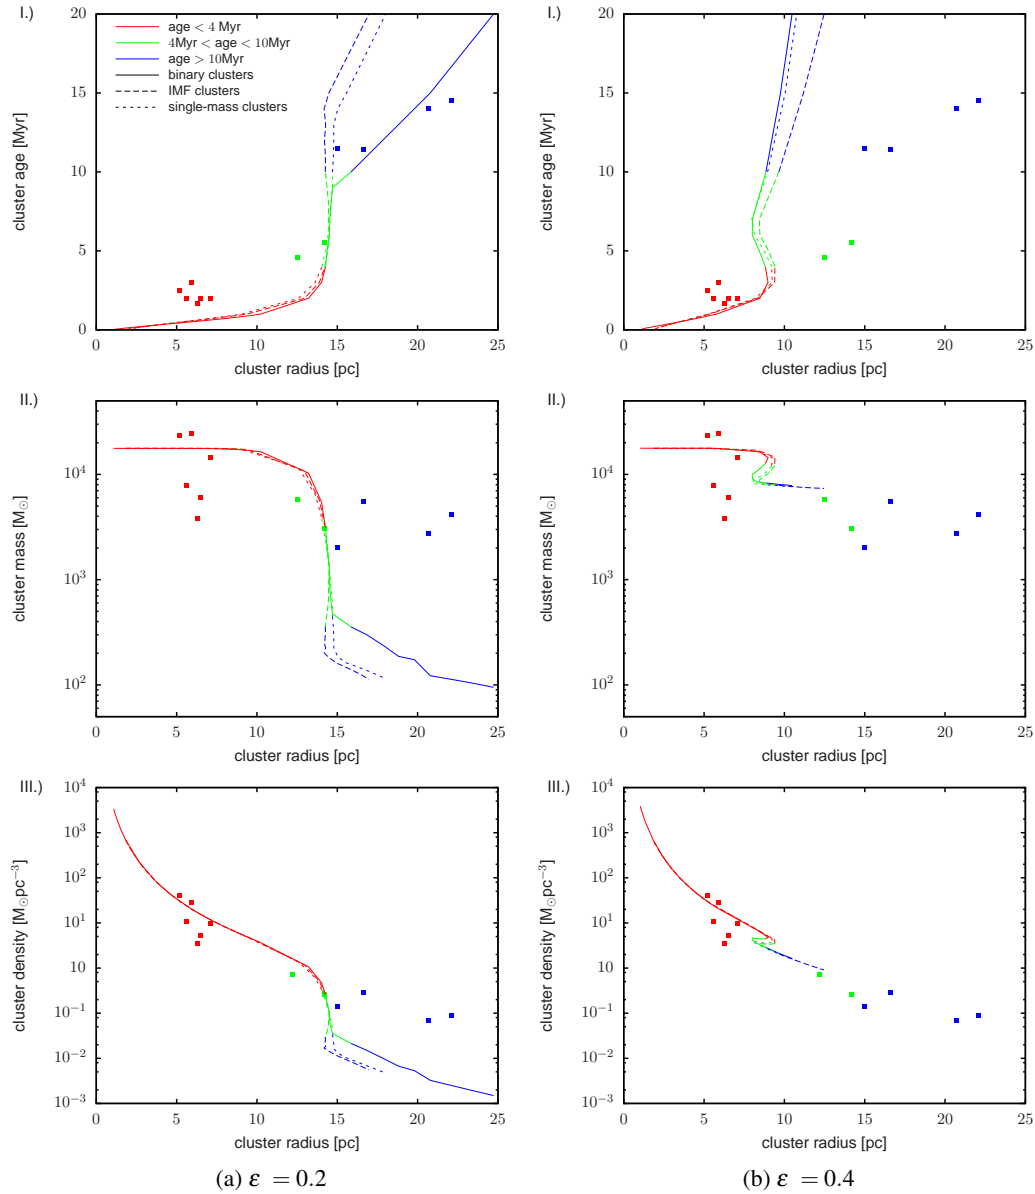 I.)
20
15
10
5
0
cluster age [Myr]
age < 4 Myr
4Myr < age < 10Myr
age > 10Myr
binary clusters
IMF clusters
single-mass clusters
0 5 10 15 20 25
cluster radius [pc]
I.)
20
15
10
5
0
cluster age [Myr]
0 5 10 15 20 25
cluster radius [pc]
II.)
10⁴
10³
10²
cluster mass [M⊙]
0 5 10 15 20 25
cluster radius [pc]
II.)
10⁴
10³
10²
cluster mass [M⊙]
0 5 10 15 20 25
cluster radius [pc]
III.)
10⁴
10³
10²
10¹
10
10⁻¹
10⁻²
10⁻³
cluster density [M⊙pc⁻³]
0 5 10 15 20 25
cluster radius [pc]
III.)
10⁴
10³
10²
10¹
10
10⁻¹
10⁻²
10⁻³
cluster density [M⊙pc⁻³]
0 5 10 15 20 25
cluster radius [pc]
(a) ε = 0.2
(b) ε = 0.4